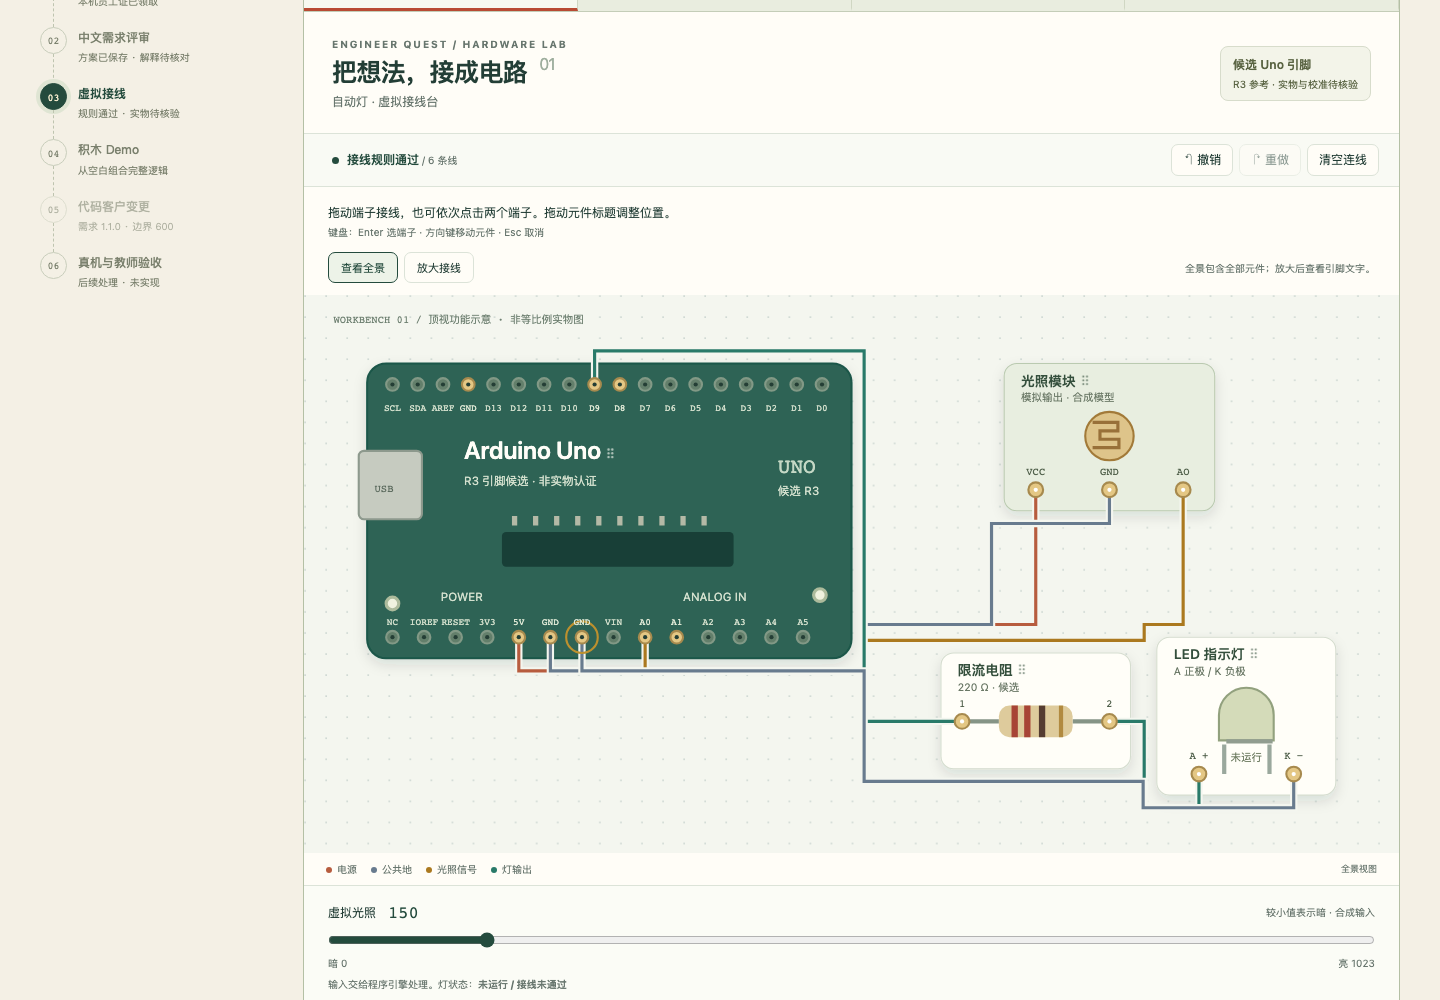 本机员工证已领取
02
中文需求评审
方案已保存 · 解释待核对
03
虚拟接线
规则通过 · 实物待核验
04
积木 Demo
从空白组合完整逻辑
05
代码客户变更
需求 1.1.0 · 边界 600
06
真机与教师验收
后续处理 · 未实现
ENGINEER QUEST / HARDWARE LAB
把想法，接成电路 01
自动灯 · 虚拟接线台
候选 Uno 引脚
R3 参考 · 实物与校准待核验
接线规则通过 / 6 条线
撤销
重做
清空连线
拖动端子接线，也可依次点击两个端子。拖动元件标题调整位置。
键盘：Enter 选端子 · 方向键移动元件 · Esc 取消
查看全景
放大接线
全景包含全部元件；放大后查看引脚文字。
WORKBENCH 01 / 顶视功能示意 · 非等比例实物图
SCL SDA AREF GND D13 D12 D11 D10 D9 D8 D7 D6 D5 D4 D3 D2 D1 D0
Arduino Uno
R3 引脚候选 · 非实物认证
UNO
候选 R3
USB
POWER
ANALOG IN
NC IOREF RESET 3V3 5V GND GND VIN A0 A1 A2 A3 A4 A5
光照模块
模拟输出 · 合成模型
VCC GND AO
限流电阻
220 Ω · 候选
1 2
LED 指示灯
A 正极 / K 负极
A + 未运行 K −
电源
公共地
光照信号
灯输出
全景视图
虚拟光照 150
较小值表示暗 · 合成输入
暗 0
亮 1023
输入交给程序引擎处理。灯状态：未运行 / 接线未通过